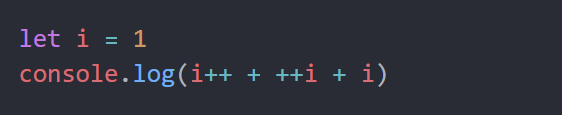 let i = 1
console.log(i++ + ++i + i)